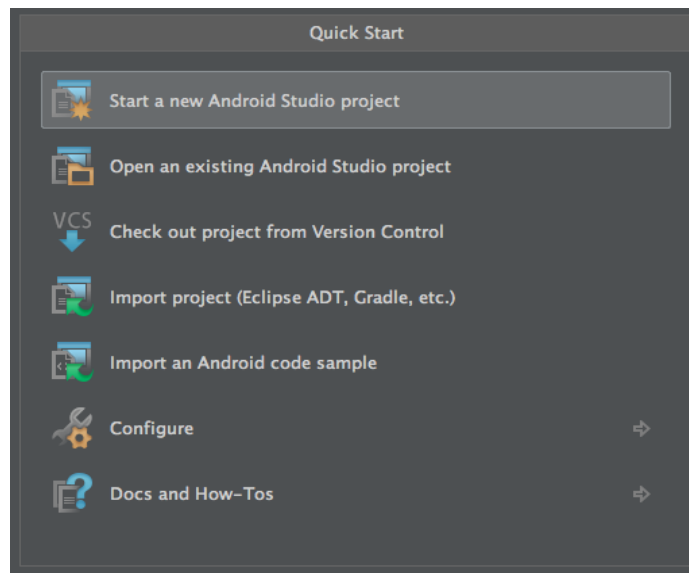 Quick Start
Start a new Android Studio project
Open an existing Android Studio project
VCS
Check out project from Version Control
Import project (Eclipse ADT, Gradle, etc.)
Import an Android code sample
Configure
Docs and How-Tos